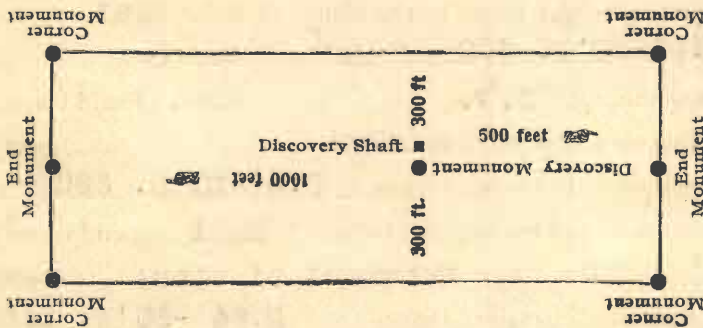 Corner
Monument
Corner
Monument
End
Monument
Discovery Shaft
300 ft
300 ft.
1000 feet
500 feet
Discovery Monument
End
Monument
Corner
Monument
Corner
Monument